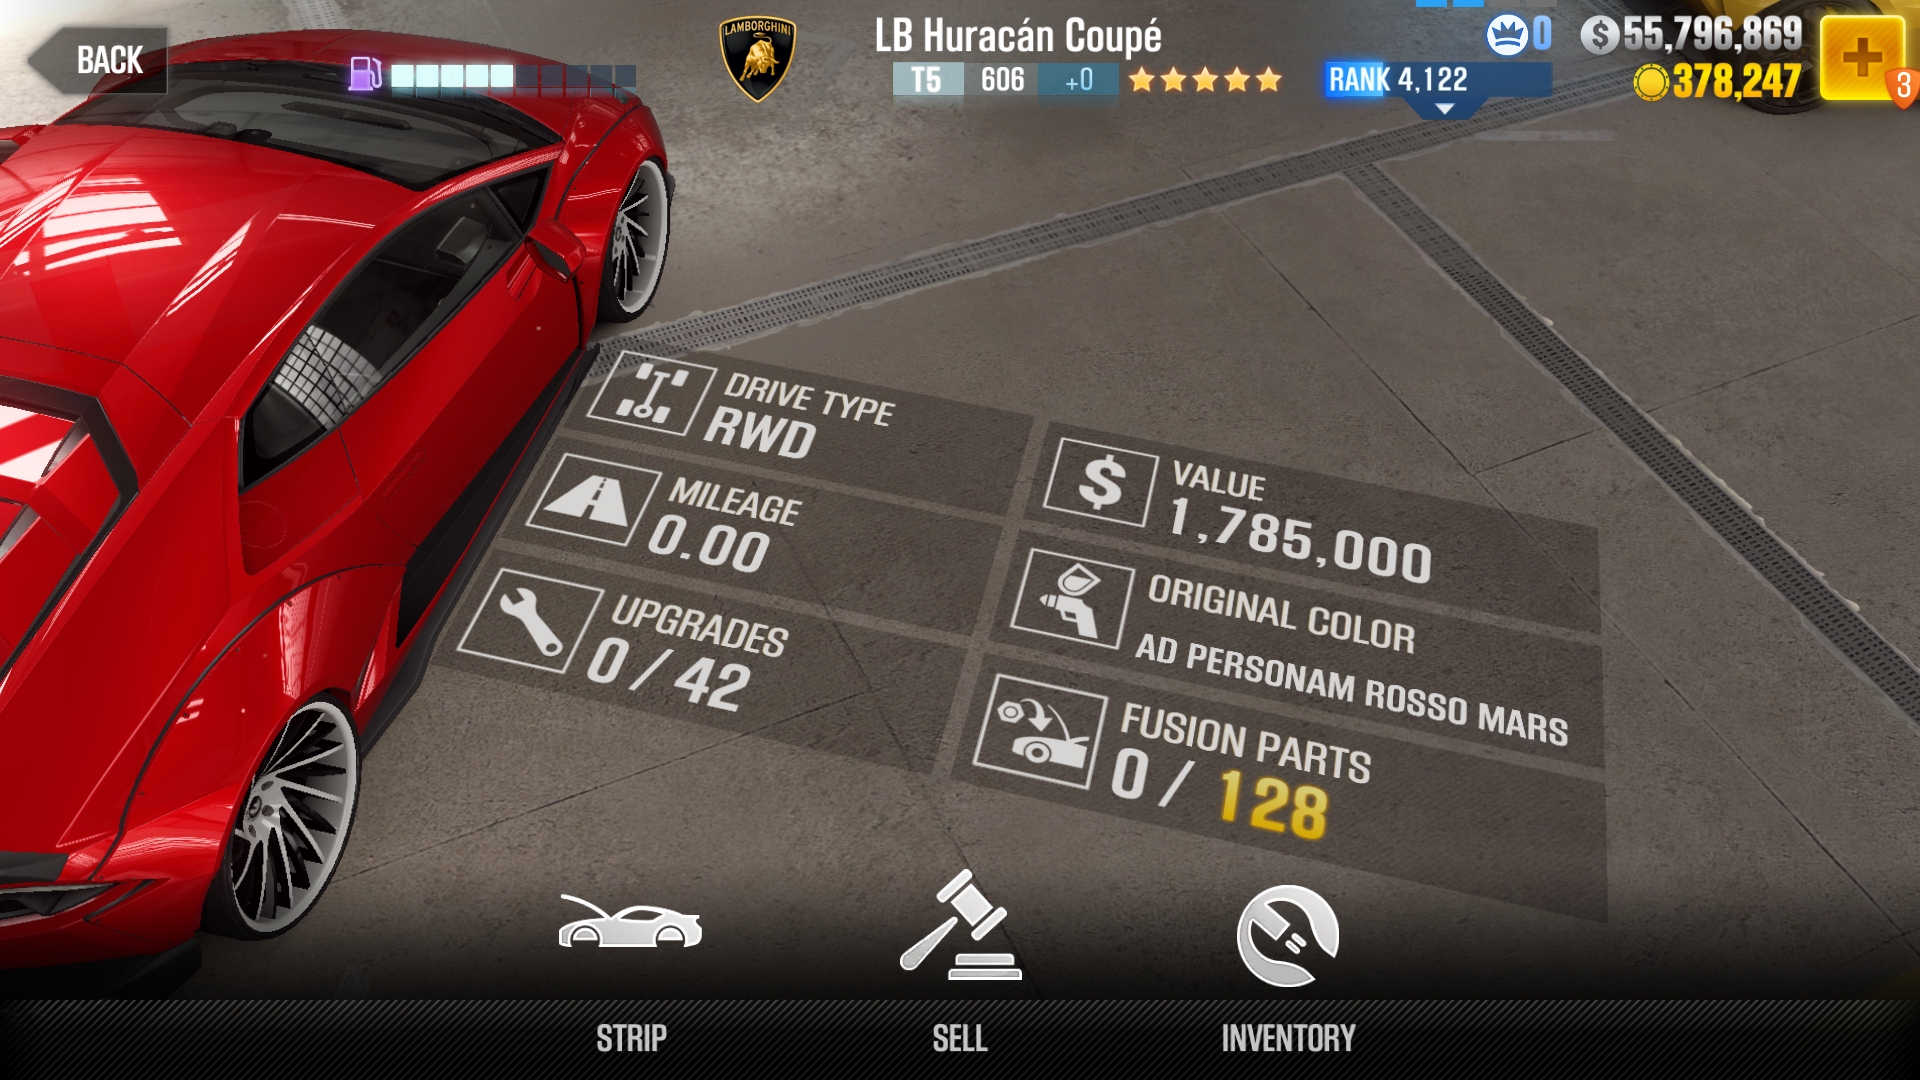 BACK
LAMBORGHINI
LB Huracán Coupé
T5 606 +0
0
55,796,869
RANK 4,122
378,247
3
DRIVE TYPE
RWD
MILEAGE
0.00
UPGRADES
0/42
VALUE
1,785,000
ORIGINAL COLOR
AD PERSONAM ROSSO MARS
FUSION PARTS
0/128
STRIP
SELL
INVENTORY